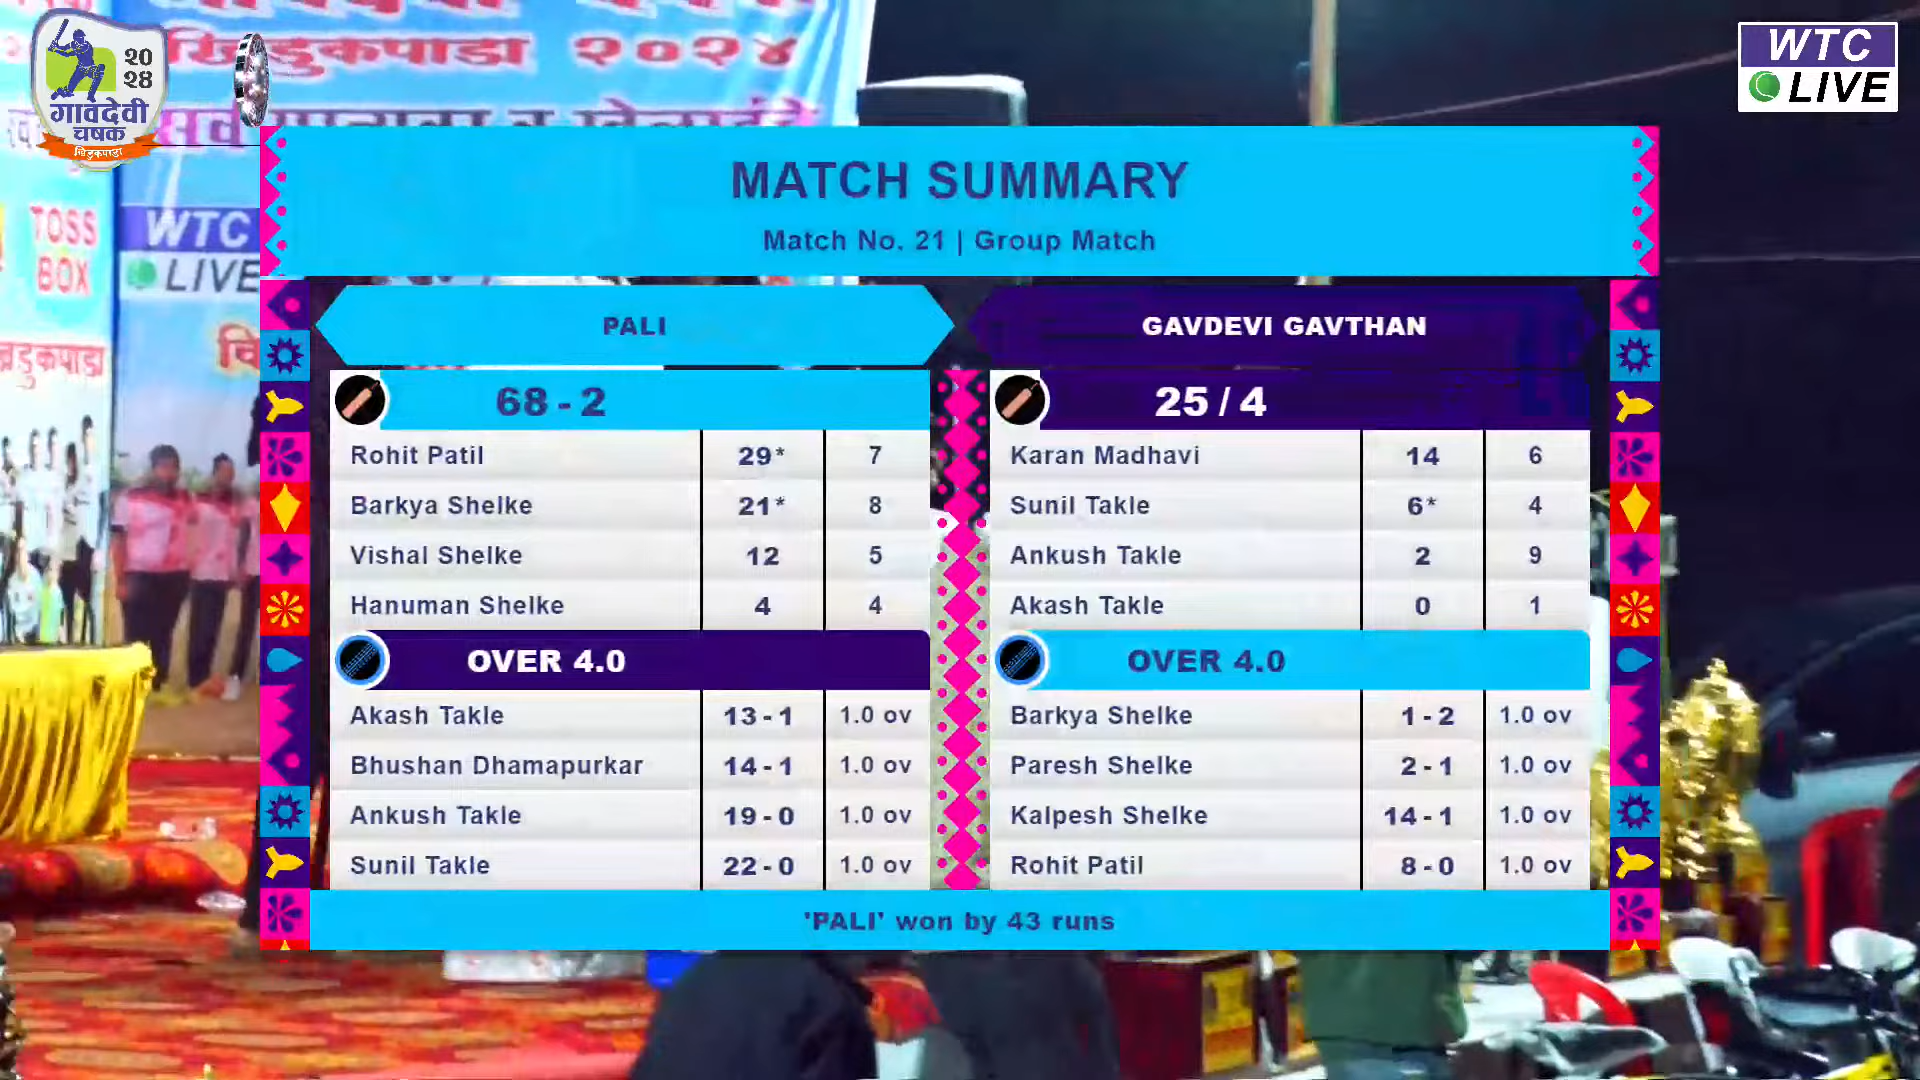 खिडुकपाडा २०२४
२०
२४
गावदेवी
चषक
खिडुकपाडा
WTC
LIVE
TOSS
BOX
WTC
LIVE
MATCH SUMMARY
Match No. 21 | Group Match
PALI
GAVDEVI GAVTHAN
68 - 2
Rohit Patil 29* 7
Barkya Shelke 21* 8
Vishal Shelke 12 5
Hanuman Shelke 4 4
OVER 4.0
Akash Takle 13 - 1 1.0 ov
Bhushan Dhamapurkar 14 - 1 1.0 ov
Ankush Takle 19 - 0 1.0 ov
Sunil Takle 22 - 0 1.0 ov
25 / 4
Karan Madhavi 14 6
Sunil Takle 6* 4
Ankush Takle 2 9
Akash Takle 0 1
OVER 4.0
Barkya Shelke 1 - 2 1.0 ov
Paresh Shelke 2 - 1 1.0 ov
Kalpesh Shelke 14 - 1 1.0 ov
Rohit Patil 8 - 0 1.0 ov
'PALI' won by 43 runs